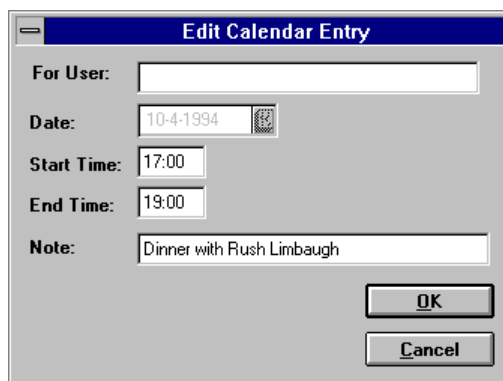 Edit Calendar Entry
For User:
Date: 10-4-1994
Start Time: 17:00
End Time: 19:00
Note: Dinner with Rush Limbaugh
OK
Cancel